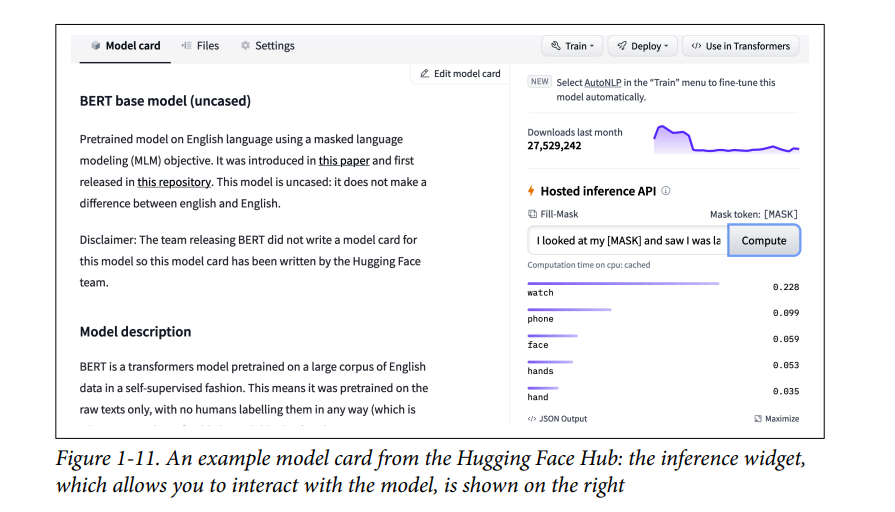 Model card
Files
Settings
Train
Deploy
</> Use in Transformers
Edit model card
BERT base model (uncased)
Pretrained model on English language using a masked language
modeling (MLM) objective. It was introduced in this paper and first
released in this repository. This model is uncased: it does not make a
difference between english and English.
Disclaimer: The team releasing BERT did not write a model card for
this model so this model card has been written by the Hugging Face
team.
Model description
BERT is a transformers model pretrained on a large corpus of English
data in a self-supervised fashion. This means it was pretrained on the
raw texts only, with no humans labelling them in any way (which is
NEW Select AutoNLP in the “Train” menu to fine-tune this
model automatically.
Downloads last month
27,529,242
Hosted inference API
Fill-Mask
Mask token: [MASK]
I looked at my [MASK] and saw I was la
Compute
Computation time on cpu: cached
watch 0.228
phone 0.099
face 0.059
hands 0.053
hand 0.035
</> JSON Output
Maximize
Figure 1-11. An example model card from the Hugging Face Hub: the inference widget,
which allows you to interact with the model, is shown on the right